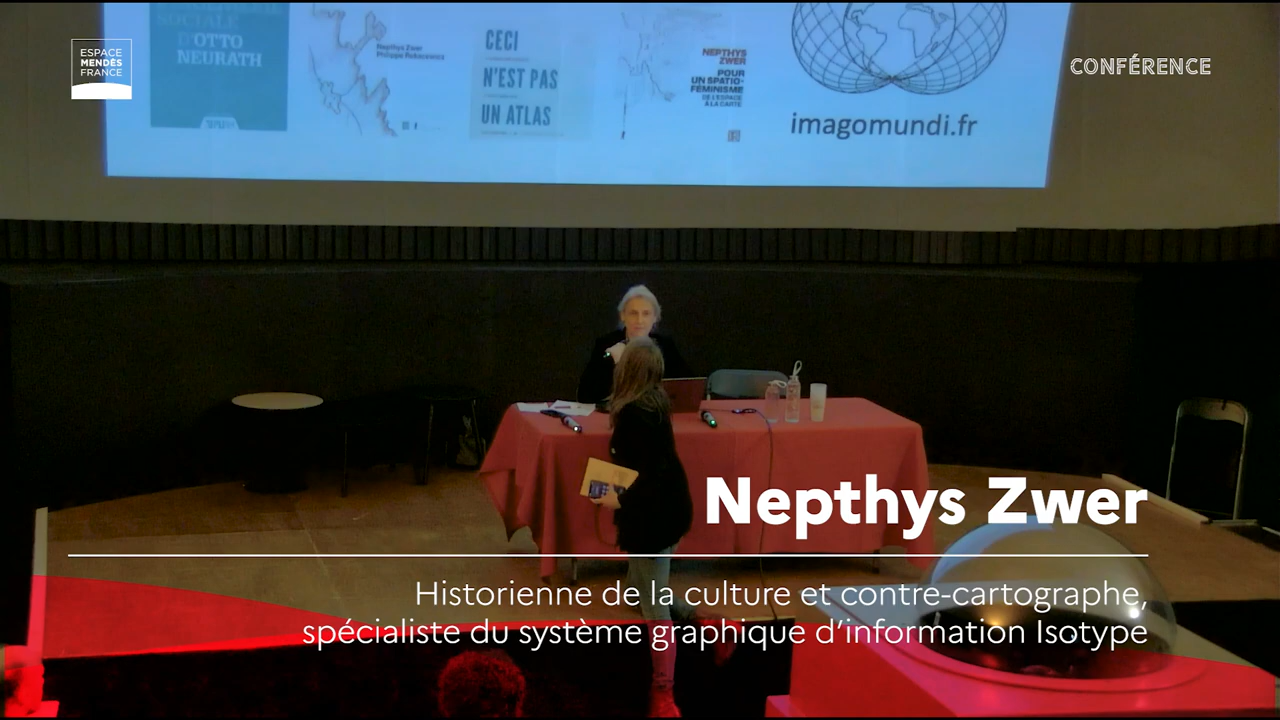 ESPACE
MENDÈS
FRANCE
CONFÉRENCE
SOCIALE
D'OTTO
NEURATH
Nepthys Zwer
Philippe Rekacewicz
CECI
N'EST PAS
UN ATLAS
NEPTHYS
ZWER
POUR
UN SPATIO-
FÉMINISME
DE L'ESPACE
À LA CARTE
imagomundi.fr
Nepthys Zwer
Historienne de la culture et contre-cartographe,
spécialiste du système graphique d'information Isotype